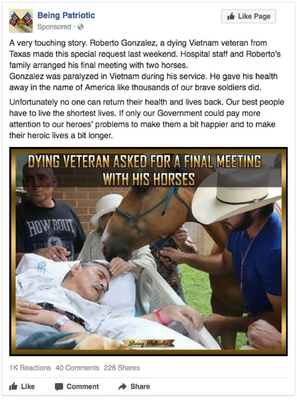 Being Patriotic
Sponsored ·
Like Page
A very touching story. Roberto Gonzalez, a dying Vietnam veteran from
Texas made this special request last weekend. Hospital staff and Roberto's
family arranged his final meeting with two horses.
Gonzalez was paralyzed in Vietnam during his service. He gave his health
away in the name of America like thousands of our brave soldiers did.
Unfortunately no one can return their health and lives back. Our best people
have to live the shortest lives. If only our Government could pay more
attention to our heroes' problems to make them a bit happier and to make
their heroic lives a bit longer.
DYING VETERAN ASKED FOR A FINAL MEETING
WITH HIS HORSES
HOWBOUT
Being Patriotic
1K Reactions 40 Comments 226 Shares
Like Comment Share